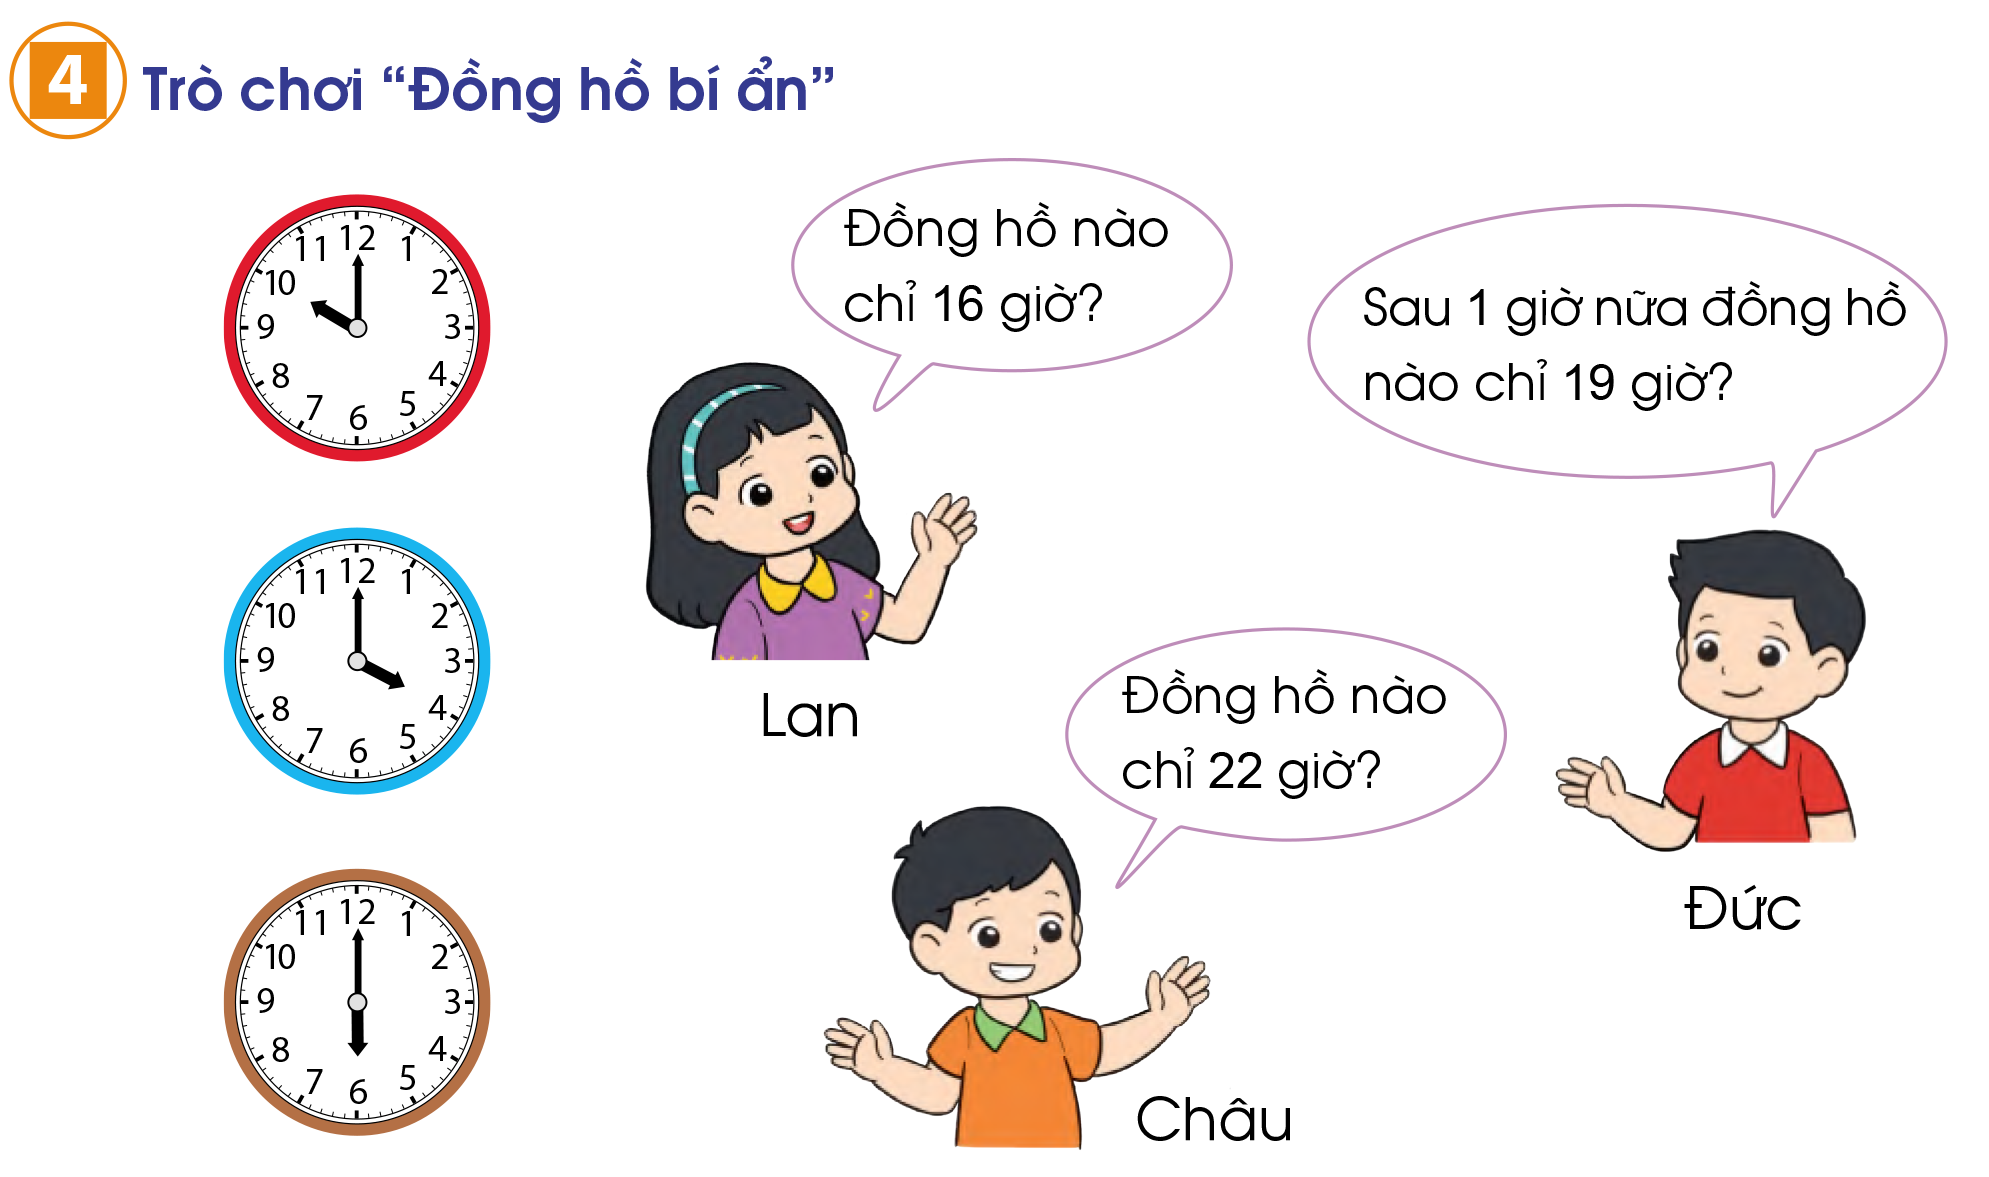 4 Trò chơi “Đồng hồ bí ẩn”
11 12 1
10 2
9 3
8 4
7 6 5
Đồng hồ nào
chỉ 16 giờ?
Lan
Sau 1 giờ nữa đồng hồ
nào chỉ 19 giờ?
Đức
11 12 1
10 2
9 3
8 4
7 6 5
Đồng hồ nào
chỉ 22 giờ?
Châu
11 12 1
10 2
9 3
8 4
7 6 5